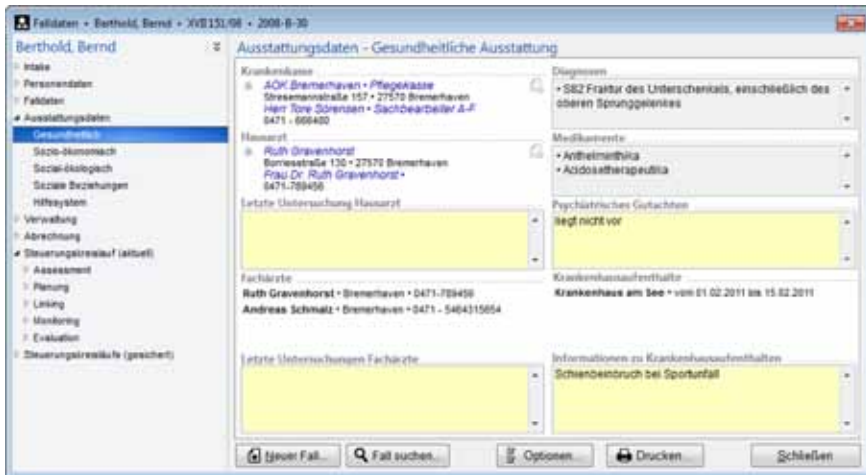 Falldaten • Berthold, Bernd • XVII 151/98 • 2008-B-30
Berthold, Bernd
Intake
Personendaten
Falldaten
Ausstattungsdaten
Gesundheitlich
Sozio-ökonomisch
Sozial-ökologisch
Soziale Beziehungen
Hilfesystem
Verwaltung
Abrechnung
Steuerungskreislauf (aktuell)
Assessment
Planung
Linking
Monitoring
Evaluation
Steuerungskreisläufe (gesichert)
Ausstattungsdaten - Gesundheitliche Ausstattung
Krankenkasse
AOK Bremerhaven • Pflegekasse
Stresemannstraße 157 • 27570 Bremerhaven
Herr Tore Sörensen • Sachbearbeiter A-F
0471 - 666400
Hausarzt
Ruth Gravenhorst
Borriesstraße 130 • 27570 Bremerhaven
Frau Dr. Ruth Gravenhorst •
0471-789456
Letzte Untersuchung Hausarzt
Fachärzte
Ruth Gravenhorst • Bremerhaven • 0471-789456
Andreas Schmalz • Bremerhaven • 0471 - 5464315654
Letzte Untersuchungen Fachärzte
Diagnosen
• S82 Fraktur des Unterschenkels, einschließlich des
oberen Sprunggelenkes
Medikamente
• Anthelminthika
• Acidosetherapeutika
Psychiatrisches Gutachten
liegt nicht vor
Krankenhausaufenthalte
Krankenhaus am See • vom 01.02.2011 bis 15.02.2011
Informationen zu Krankenhausaufenthalten
Schienbeinbruch bei Sportunfall
Neuer Fall...
Fall suchen...
Optionen...
Drucken...
Schließen